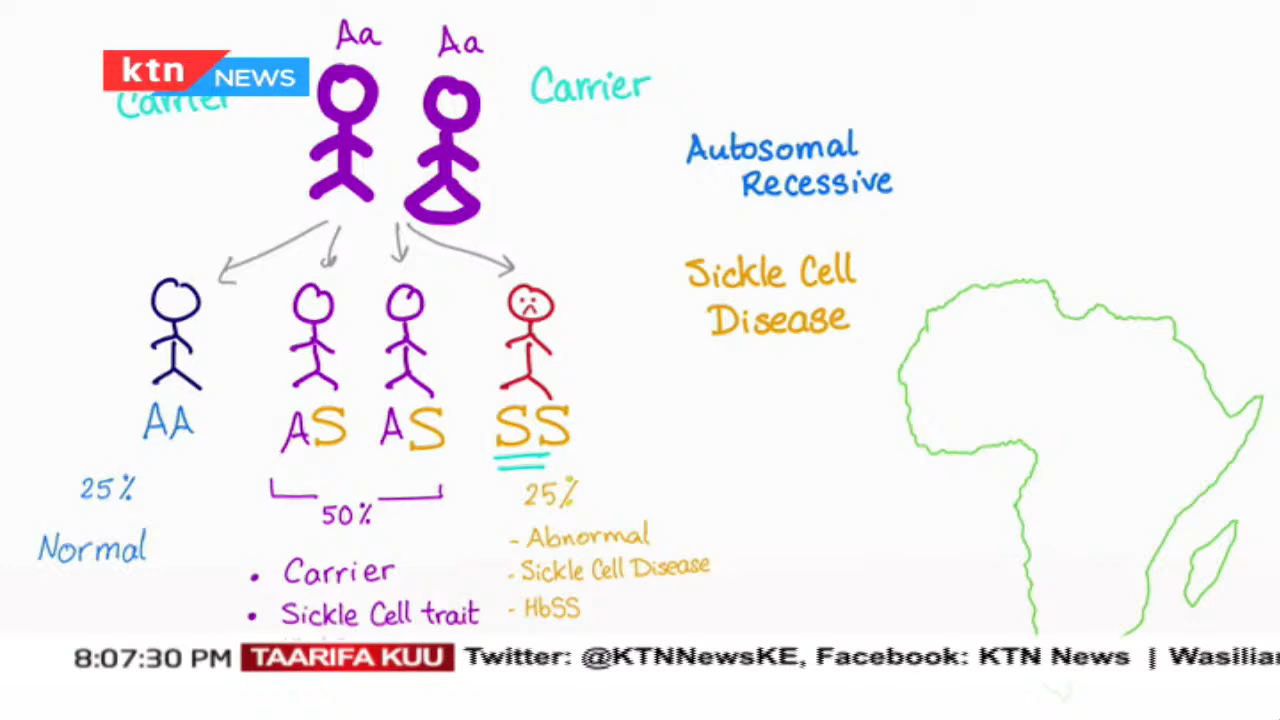 Aa
Aa
ktn NEWS
Carrier
Carrier
Autosomal
Recessive
Sickle Cell
Disease
AA
AS
AS
SS
25%
50%
25%
Normal
- Abnormal
- Sickle Cell Disease
- HbSS
• Carrier
• Sickle Cell trait
8:07:30 PM TAARIFA KUU Twitter: @KTNNewsKE, Facebook: KTN News | Wasilian